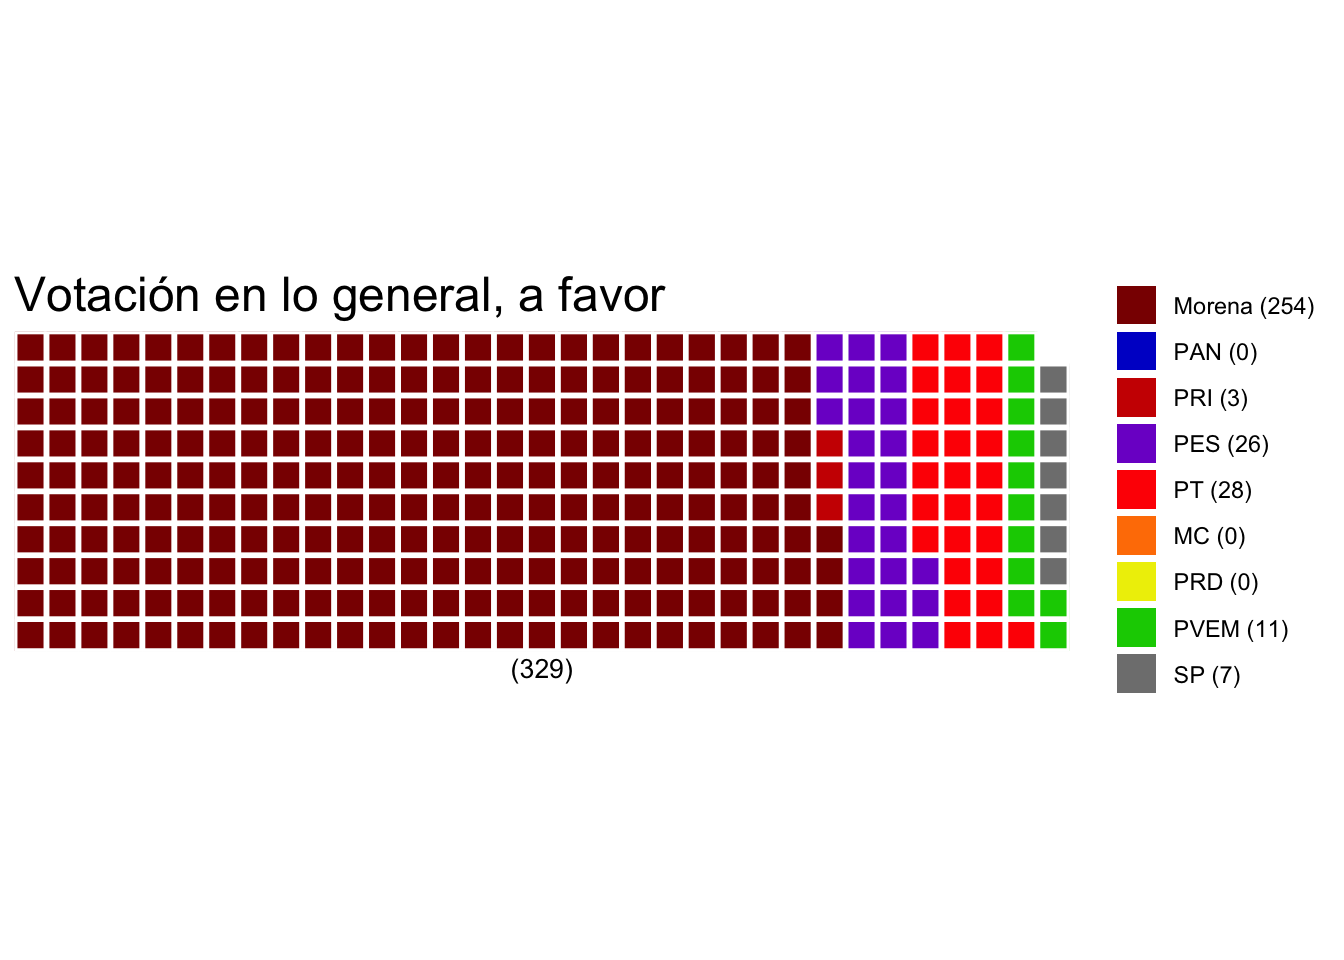 Votación en lo general, a favor
(329)
Morena (254)
PAN (0)
PRI (3)
PES (26)
PT (28)
MC (0)
PRD (0)
PVEM (11)
SP (7)